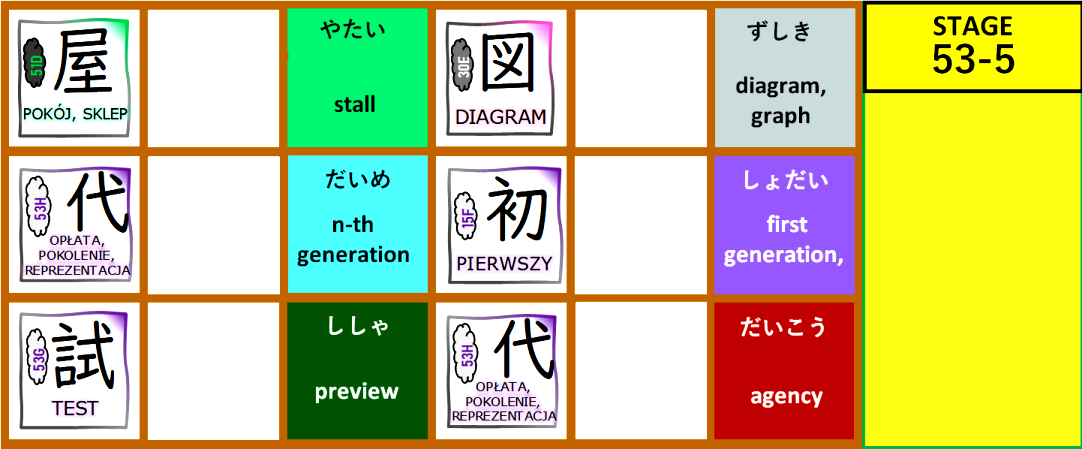 51D
屋
POKÓJ, SKLEP
やたい
stall
30E
図
DIAGRAM
ずしき
diagram,
graph
STAGE
53-5
53H
代
OPŁATA,
POKOLENIE,
REPREZENTACJA
だいめ
n-th
generation
15F
初
PIERWSZY
しょだい
first
generation,
53G
試
TEST
ししゃ
preview
53H
代
OPŁATA,
POKOLENIE,
REPREZENTACJA
だいこう
agency